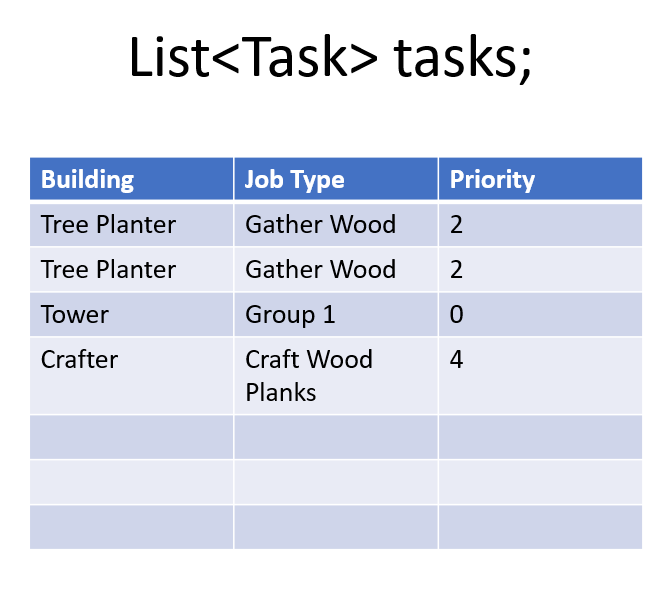 List<Task> tasks;
Building Job Type Priority
Tree Planter Gather Wood 2
Tree Planter Gather Wood 2
Tower Group 1 0
Crafter Craft Wood 4
Planks